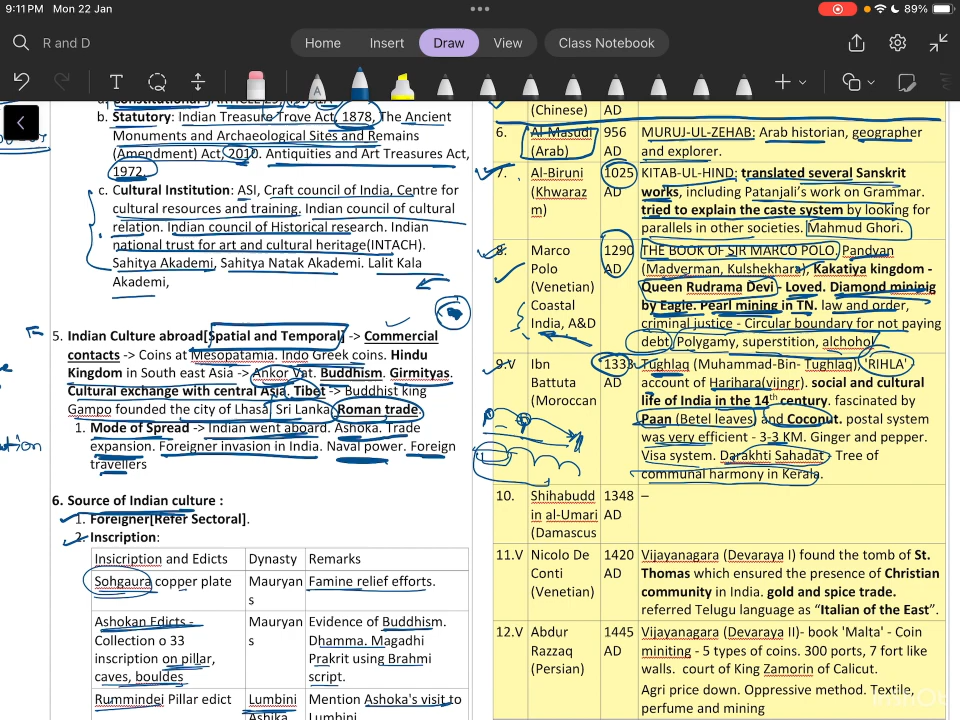 9:11 PM Mon 22 Jan
89%
R and D
Home Insert Draw View Class Notebook
b. Statutory: Indian Treasure Trove Act, 1878, The Ancient
Monuments and Archaeological Sites and Remains
(Amendment) Act, 2010. Antiquities and Art Treasures Act,
1972.
c. Cultural Institution: ASI, Craft council of India, Centre for
cultural resources and training. Indian council of cultural
relation. Indian council of Historical research. Indian
national trust for art and cultural heritage(INTACH).
Sahitya Akademi, Sahitya Natak Akademi. Lalit Kala
Akademi,
5. Indian Culture abroad[Spatial and Temporal] -> Commercial
contacts -> Coins at Mesopatamia. Indo Greek coins. Hindu
Kingdom in South east Asia -> Ankor Vat. Buddhism. Girmityas.
Cultural exchange with central Asia. Tibet -> Buddhist King
Gampo founded the city of Lhasa, Sri Lanka, Roman trade.
1. Mode of Spread -> Indian went aboard. Ashoka. Trade
expansion. Foreigner invasion in India. Naval power. Foreign
travellers
6. Source of Indian culture :
1. Foreigner[Refer Sectoral].
2. Inscription:
Insicription and Edicts Dynasty Remarks
Sohgaura copper plate Mauryan Famine relief efforts.
s
Ashokan Edicts - Mauryan Evidence of Buddhism.
Collection o 33 s Dhamma. Magadhi
inscription on pillar, Prakrit using Brahmi
caves, bouldes script.
Rummindei Pillar edict Lumbini Mention Ashoka's visit to
Ashika Lumbini
(Chinese) AD
6. Al-Masudi 956 MURUJ-UL-ZEHAB: Arab historian, geographer
(Arab) AD and explorer.
7. Al-Biruni 1025 KITAB-UL-HIND; translated several Sanskrit
(Khwaraz AD works, including Patanjali's work on Grammar.
m) tried to explain the caste system by looking for
parallels in other societies. Mahmud Ghori.
8. Marco 1290 THE BOOK OF SIR MARCO POLO. Pandyan
Polo AD (Madverman, Kulshekhara), Kakatiya kingdom -
(Venetian) Queen Rudrama Devi - Loved. Diamond mininig
Coastal by Eagle. Pearl mining in TN. law and order,
India, A&D criminal justice - Circular boundary for not paying
debt, Polygamy, superstition, alchohol
9.V Ibn 1333 Tughlaq (Muhammad-Bin- Tughlaq), 'RIHLA'
Battuta AD account of Harihara(vijngr). social and cultural
(Moroccan life of India in the 14th century. fascinated by
Paan (Betel leaves) and Coconut. postal system
was very efficient - 3-3 KM. Ginger and pepper.
Visa system. Darakhti Sahadat - Tree of
communal harmony in Kerala.
10. Shihabudd 1348 –
in al-Umari AD
(Damascus
11.V Nicolo De 1420 Vijayanagara (Devaraya I) found the tomb of St.
Conti AD Thomas which ensured the presence of Christian
(Venetian) community in India. gold and spice trade.
referred Telugu language as “Italian of the East”.
12.V Abdur 1445 Vijayanagara (Devaraya II)- book 'Malta' - Coin
Razzaq AD miniting - 5 types of coins. 300 ports, 7 fort like
(Persian) walls. court of King Zamorin of Calicut.
Agri price down. Oppressive method. Textile,
perfume and mining